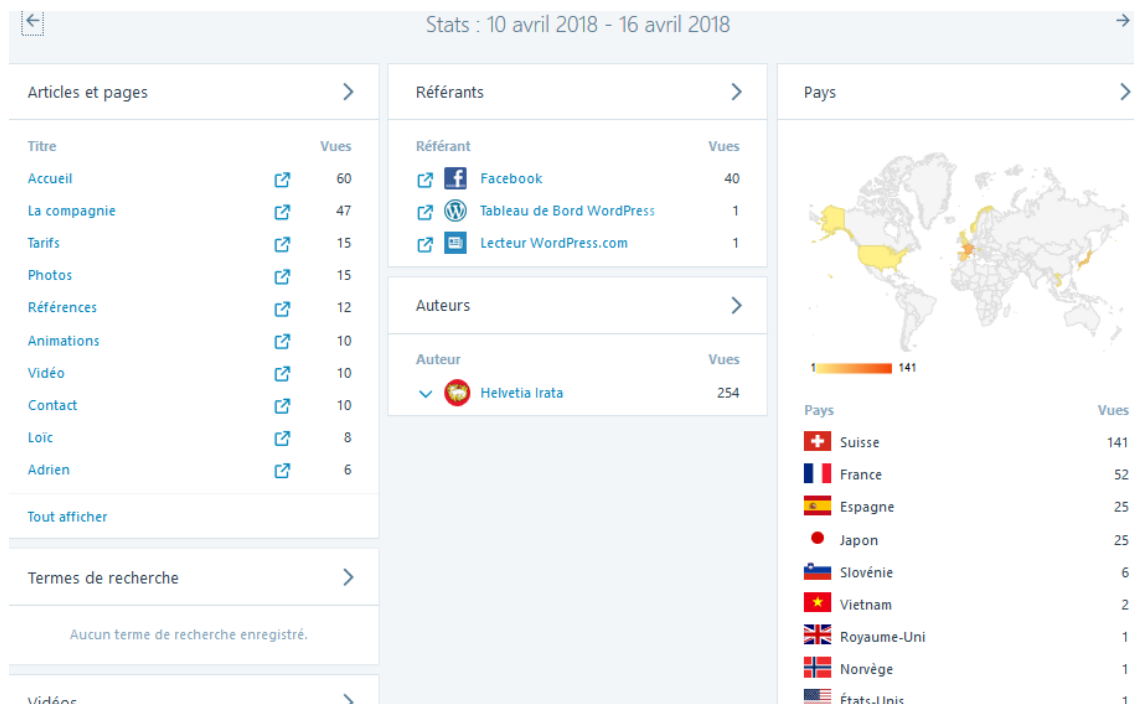 Stats : 10 avril 2018 - 16 avril 2018
Articles et pages
Titre Vues
Accueil 60
La compagnie 47
Tarifs 15
Photos 15
Références 12
Animations 10
Vidéo 10
Contact 10
Loïc 8
Adrien 6
Tout afficher
Termes de recherche
Aucun terme de recherche enregistré.
Vidéos
Référants
Référant Vues
Facebook 40
Tableau de Bord WordPress 1
Lecteur WordPress.com 1
Auteurs
Auteur Vues
Helvetia Irata 254
Pays
1 141
Pays Vues
Suisse 141
France 52
Espagne 25
Japon 25
Slovénie 6
Vietnam 2
Royaume-Uni 1
Norvège 1
États-Unis 1